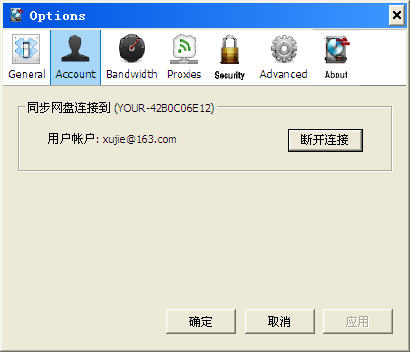 Options
General Account Bandwidth Proxies Security Advanced About
同步网盘连接到 (YOUR-42B0C06E12)
用户帐户: xujie@163.com 断开连接
确定 取消 应用